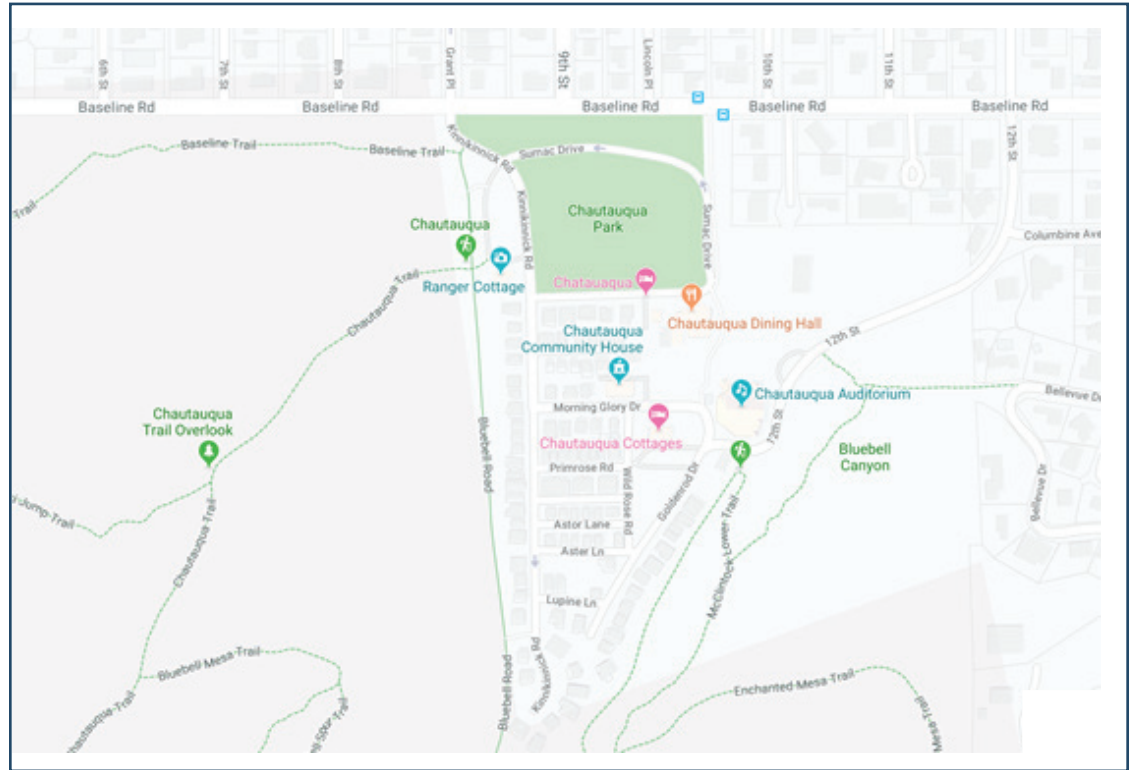 6th St
7th St
8th St
Grant Pl
9th St
Lincoln Pl
10th St
11th St
Baseline Rd
Baseline Rd
Baseline Rd
Baseline Rd
Baseline Rd
12th St
Baseline Trail
Baseline Trail
Trail
Kinnikinnick Rd
Sumac Drive
Kinnikinnick Rd
Chautauqua
Park
Sumac Drive
Columbine Ave
Chautauqua
Ranger Cottage
Chatauaqua
Chautauqua Trail
Chautauqua Dining Hall
Chautauqua
Community House
12th St
Chautauqua Auditorium
Bellevue D
Morning Glory Dr
Chautauqua Cottages
12th St
Chautauqua
Trail Overlook
Bluebell
Canyon
Bluebell Road
Primrose Rd
Wild Rose Rd
Goldenrod Dr
Bellevue Dr
Jump Trail
Astor Lane
Aster Ln
Chautauqua Trail
McClintock Lower Trail
Lupine Ln
Bluebell Mesa Trail
Kinnikinnick Rd
Bluebell Road
Enchanted Mesa Trail
hautauqua Trail
Spur Trail
Mesa Trail